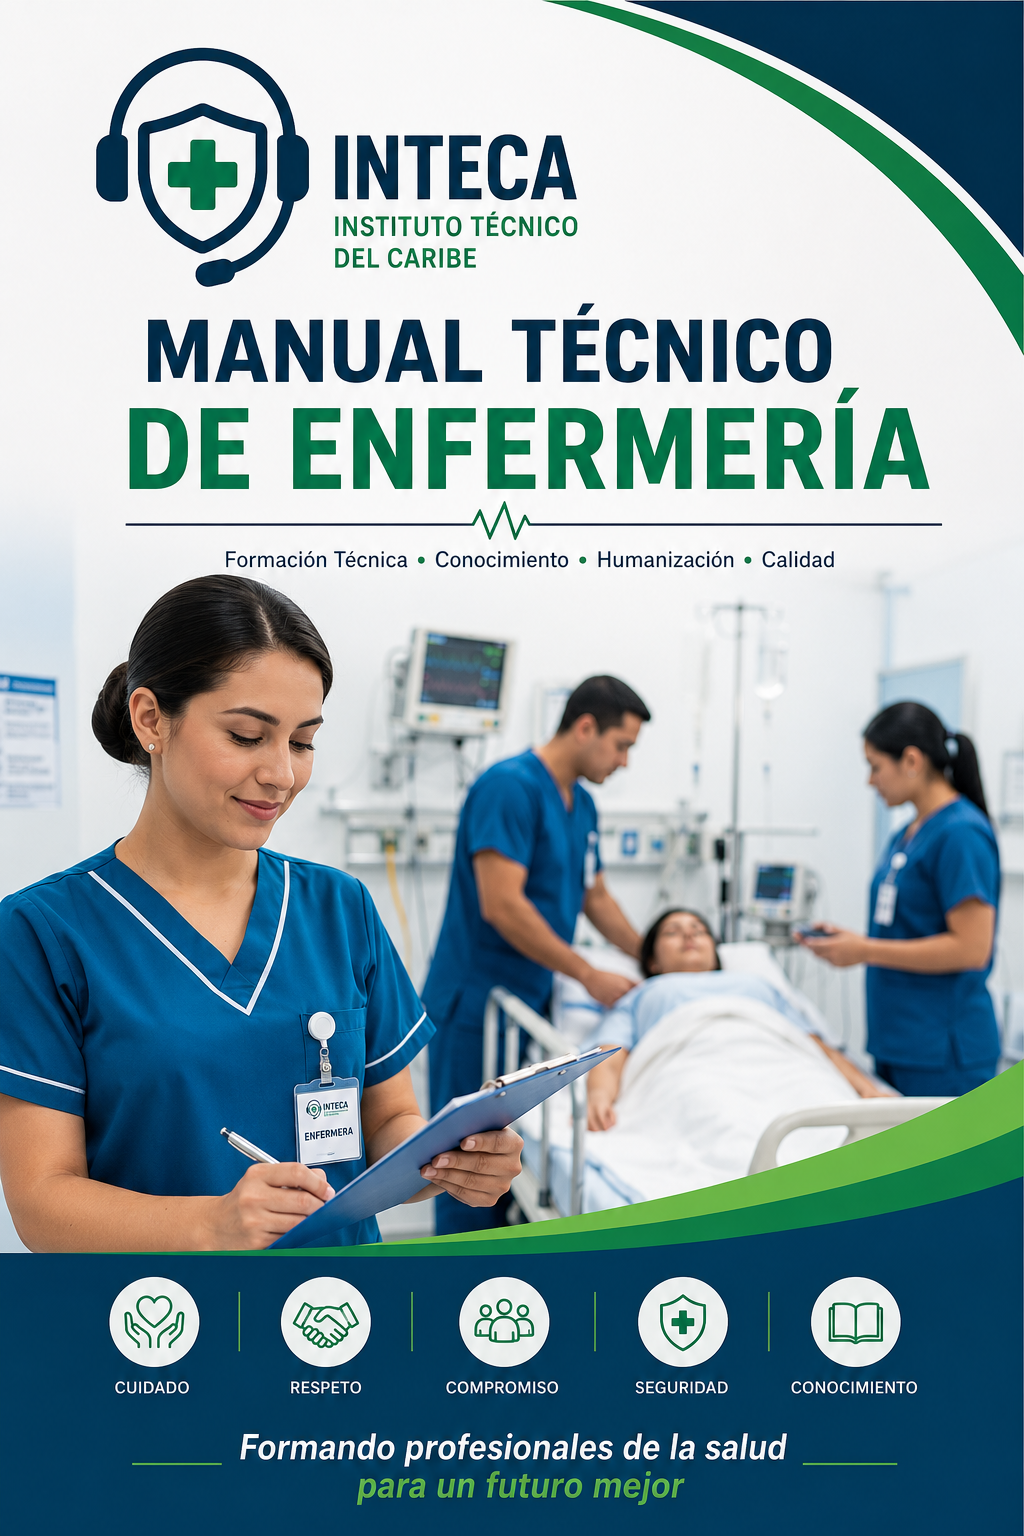 INTECA
INSTITUTO TÉCNICO
DEL CARIBE
MANUAL TÉCNICO
DE ENFERMERÍA
Formación Técnica • Conocimiento • Humanización • Calidad
INTECA
ENFERMERA
CUIDADO
RESPETO
COMPROMISO
SEGURIDAD
CONOCIMIENTO
Formando profesionales de la salud
para un futuro mejor